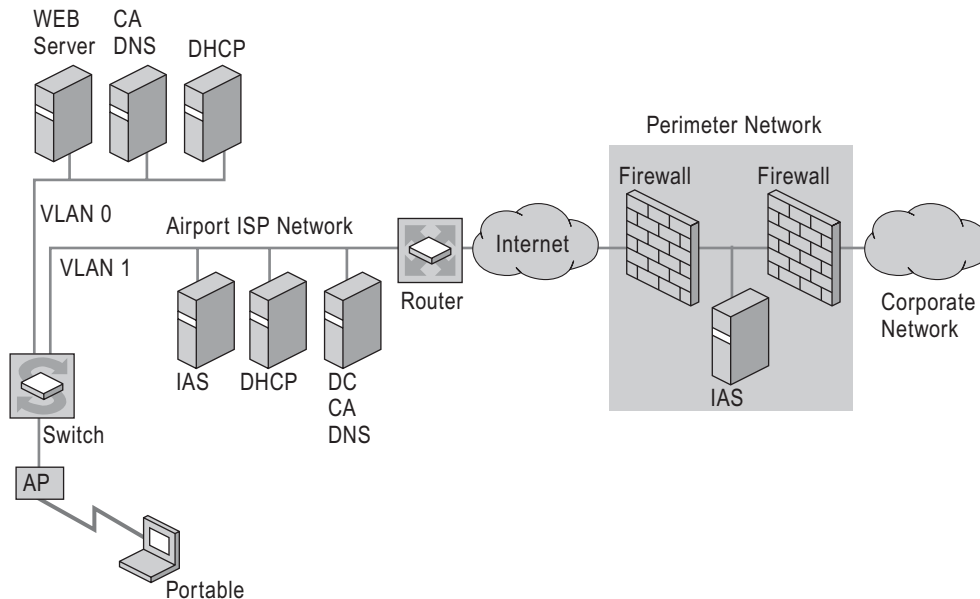 WEB
Server
CA
DNS
DHCP
Perimeter Network
Firewall
Firewall
VLAN 0
Airport ISP Network
Internet
VLAN 1
Router
Corporate
Network
IAS
DHCP
DC
CA
DNS
IAS
Switch
AP
Portable